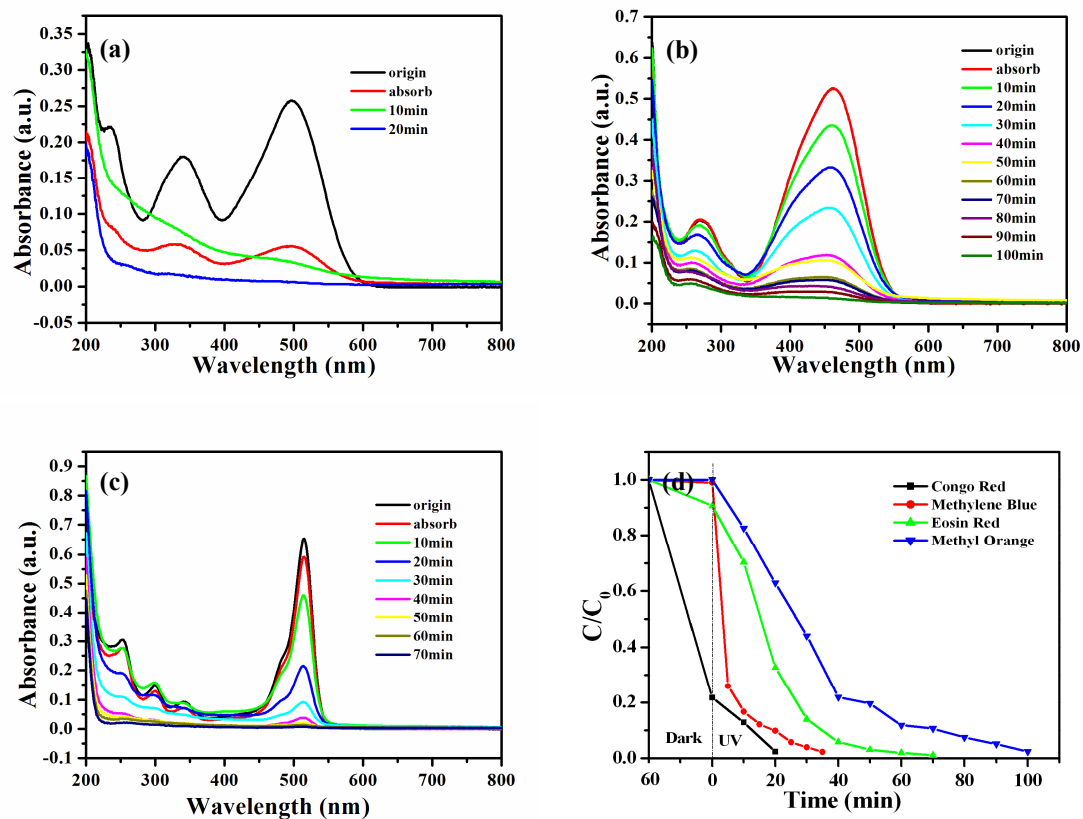 (a)
origin
absorb
10min
20min
0.35
0.30
0.25
0.20
0.15
0.10
0.05
0.00
-0.05
Absorbance (a.u.)
200 300 400 500 600 700 800
Wavelength (nm)
(b)
origin
absorb
10min
20min
30min
40min
50min
60min
70min
80min
90min
100min
0.7
0.6
0.5
0.4
0.3
0.2
0.1
0.0
Absorbance (a.u.)
200 300 400 500 600 700 800
Wavelength (nm)
(c)
origin
absorb
10min
20min
30min
40min
50min
60min
70min
0.9
0.8
0.7
0.6
0.5
0.4
0.3
0.2
0.1
0.0
-0.1
Absorbance (a.u.)
200 300 400 500 600 700 800
Wavelength (nm)
(d)
Congo Red
Methylene Blue
Eosin Red
Methyl Orange
1.0
0.8
0.6
0.4
0.2
0.0
C/C₀
Dark UV
60 0 20 40 60 80 100
Time (min)